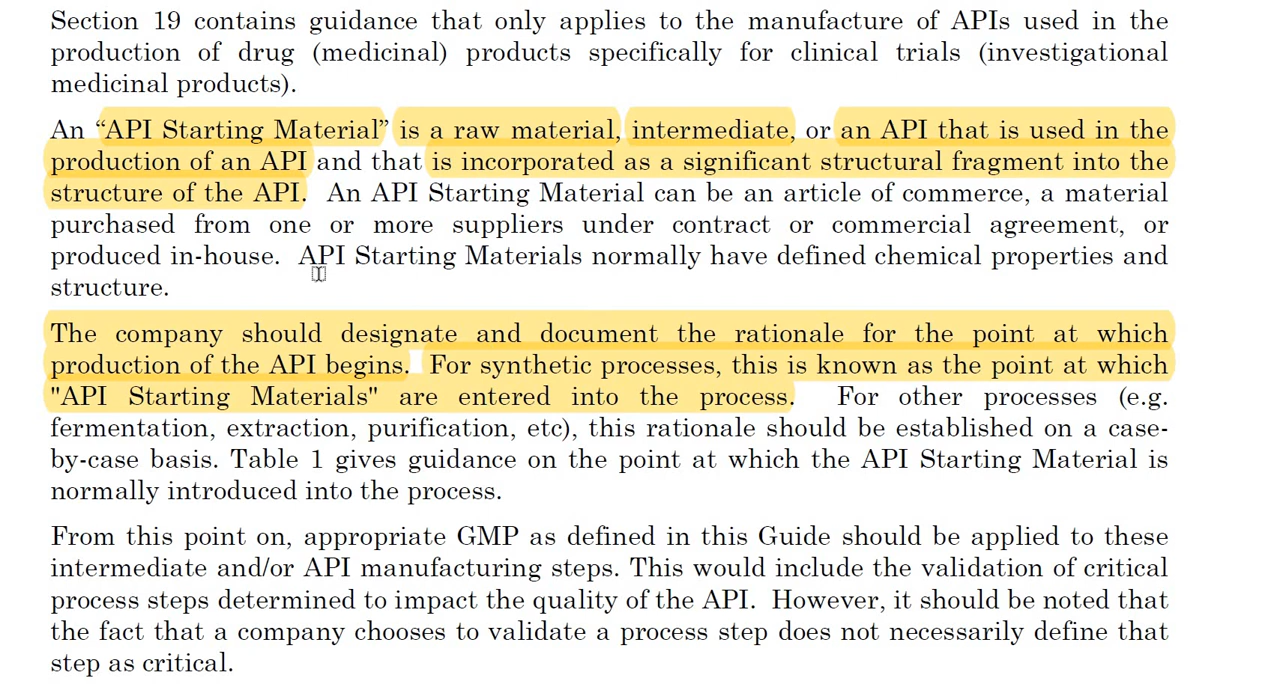 Section 19 contains guidance that only applies to the manufacture of APIs used in the
production of drug (medicinal) products specifically for clinical trials (investigational
medicinal products).
An “API Starting Material” is a raw material, intermediate, or an API that is used in the
production of an API and that is incorporated as a significant structural fragment into the
structure of the API.  An API Starting Material can be an article of commerce, a material
purchased from one or more suppliers under contract or commercial agreement, or
produced in-house.  API Starting Materials normally have defined chemical properties and
structure.
The company should designate and document the rationale for the point at which
production of the API begins.  For synthetic processes, this is known as the point at which
"API Starting Materials" are entered into the process.  For other processes (e.g.
fermentation, extraction, purification, etc), this rationale should be established on a case-
by-case basis. Table 1 gives guidance on the point at which the API Starting Material is
normally introduced into the process.
From this point on, appropriate GMP as defined in this Guide should be applied to these
intermediate and/or API manufacturing steps. This would include the validation of critical
process steps determined to impact the quality of the API.  However, it should be noted that
the fact that a company chooses to validate a process step does not necessarily define that
step as critical.